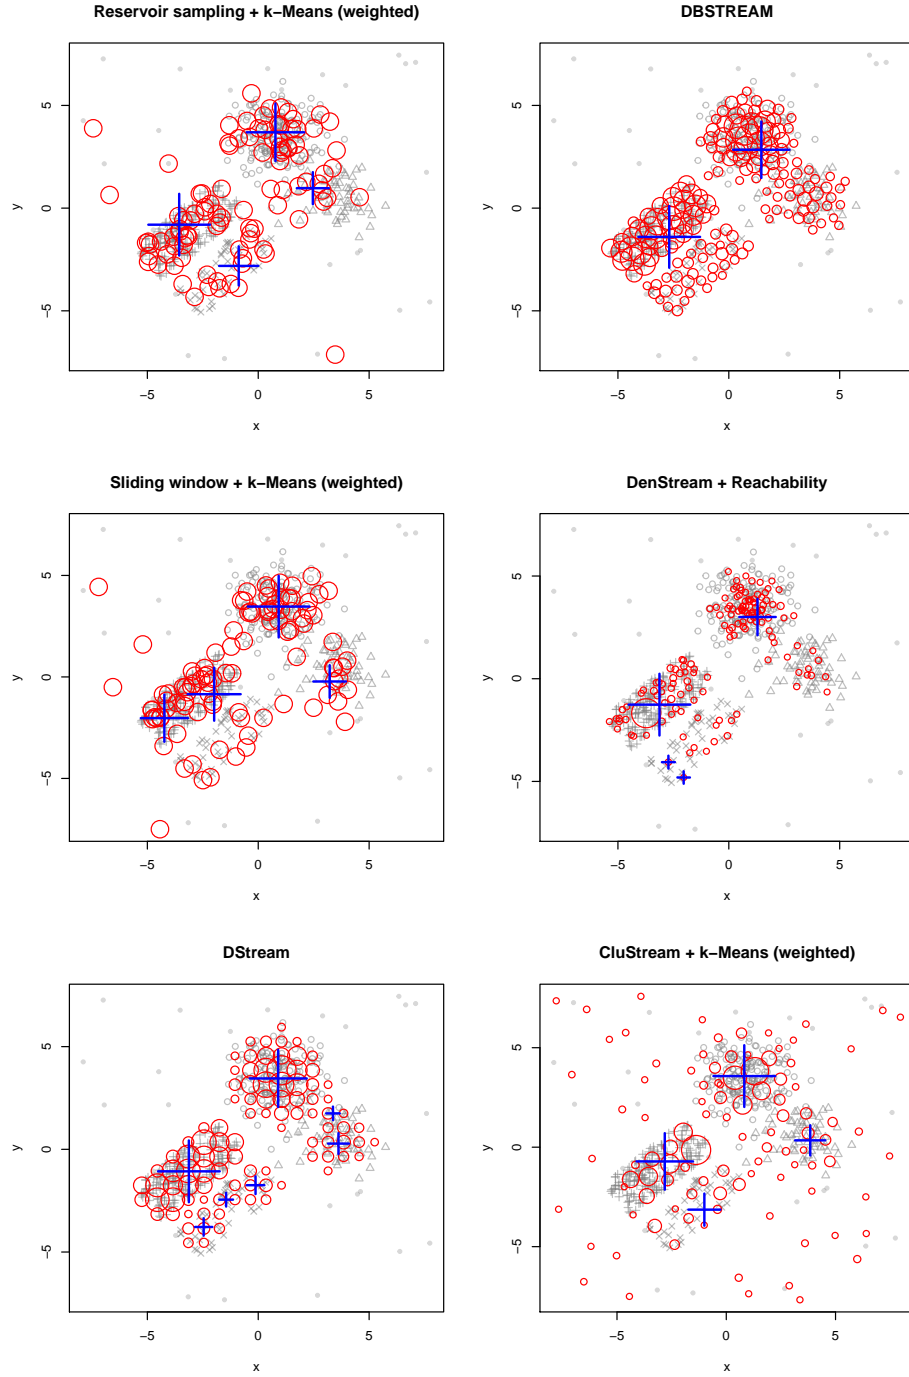 Reservoir sampling + k−Means (weighted)
y
5
0
−5
−5
0
5
x
DBSTREAM
y
5
0
−5
−5
0
5
x
Sliding window + k−Means (weighted)
y
5
0
−5
−5
0
5
x
DenStream + Reachability
y
5
0
−5
−5
0
5
x
DStream
y
5
0
−5
−5
0
5
x
CluStream + k−Means (weighted)
y
5
0
−5
−5
0
5
x